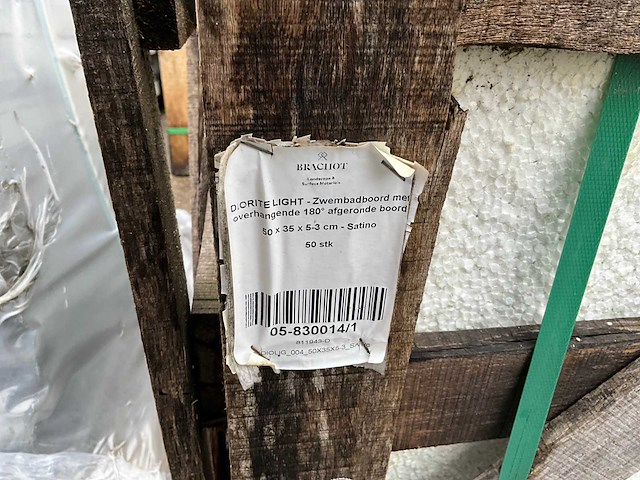 BRACHOT
Landscape &
Surface Materials
DIORITE LIGHT - Zwembadboord met
overhangende 180° afgeronde boord
50 x 35 x 5-3 cm - Satino
50 stk
05-830014/1